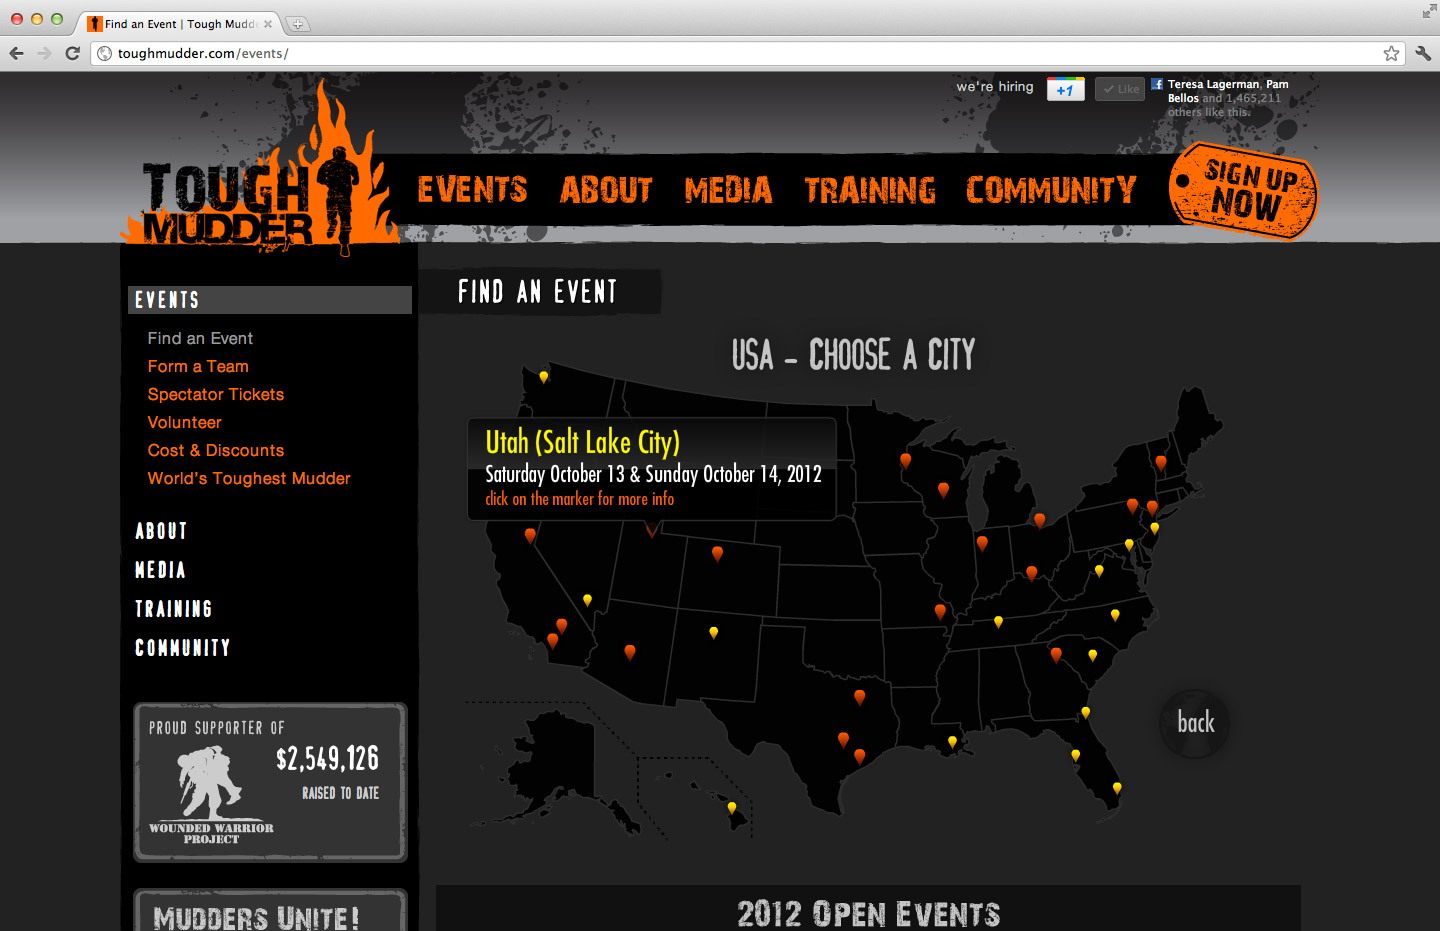 Find an Event | Tough Mudd
toughmudder.com/events/
we're hiring
+1
Like
Teresa Lagerman, Pam
Bellos and 1,465,211
others like this.
TOUGH
MUDDER
EVENTS ABOUT MEDIA TRAINING COMMUNITY
SIGN UP
NOW
EVENTS
Find an Event
Form a Team
Spectator Tickets
Volunteer
Cost & Discounts
World's Toughest Mudder
ABOUT
MEDIA
TRAINING
COMMUNITY
PROUD SUPPORTER OF
$2,549,126
RAISED TO DATE
WOUNDED WARRIOR
PROJECT
MUDDERS UNITE!
FIND AN EVENT
USA - CHOOSE A CITY
Utah (Salt Lake City)
Saturday October 13 & Sunday October 14, 2012
click on the marker for more info
back
2012 OPEN EVENTS